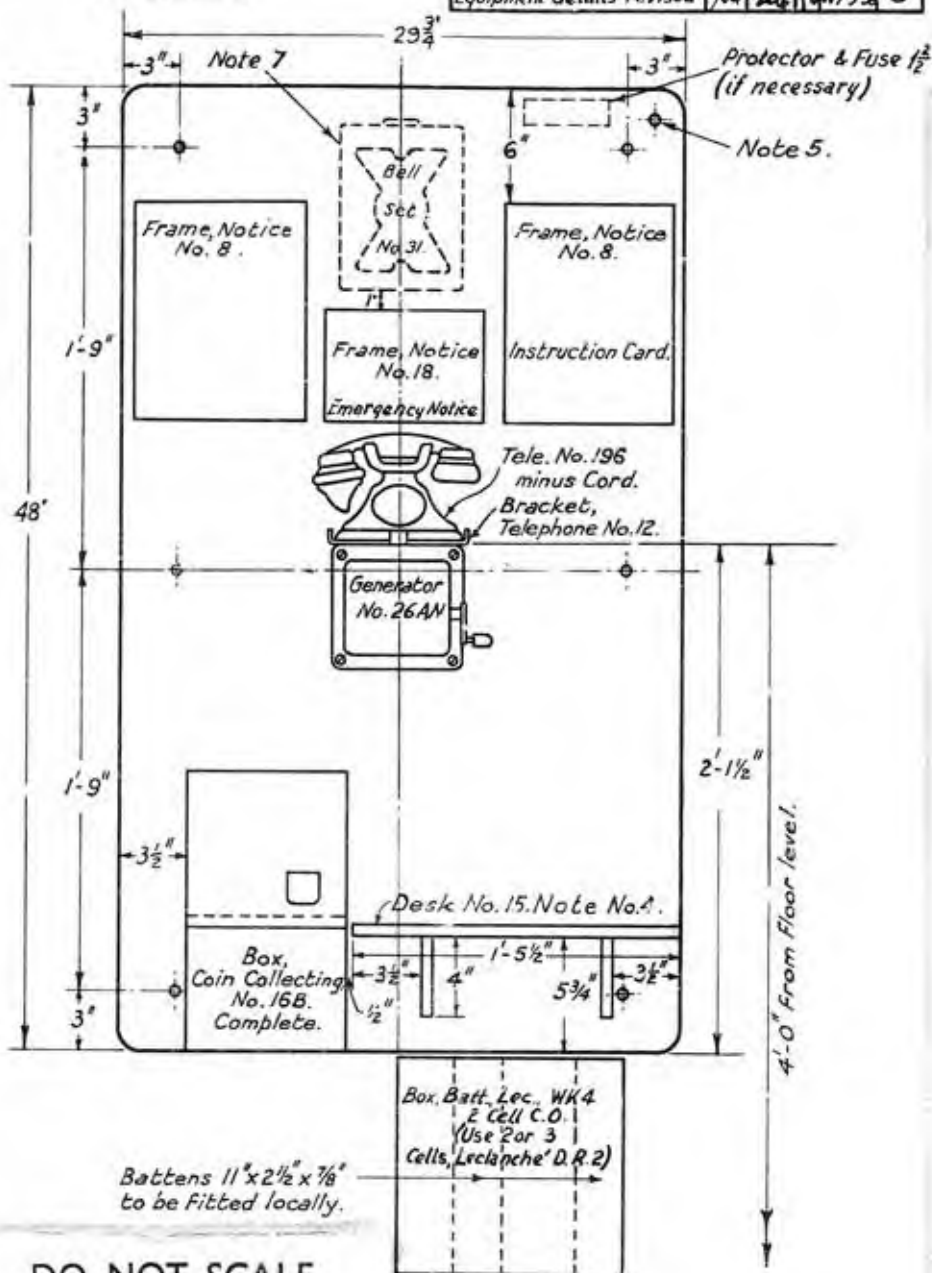 Equipment details revised
29¾"
3"
Note 7
3"
Protector & Fuse 1/2
(if necessary)
3"
6"
Note 5.
Bell
Set
No. 31.
Frame, Notice
No. 8.
Frame, Notice
No. 8.
1"
1'-9"
Frame, Notice
No. 18.
Emergency Notice
Instruction Card.
48"
Tele. No. 196
minus Cord.
Bracket,
Telephone No. 12.
Generator
No. 26AN
1'-9"
2'-1½"
3½"
4'-0" From Floor level.
Desk No. 15. Note No. 4.
1'-5½"
Box,
Coin Collecting
No. 16B.
Complete.
½"
3½"
4"
5¾"
3½"
3"
Box, Batt. Lec., WK4
2 Cell C.O.
(Use 2 or 3
Cells, Leclanche' D.R.2)
Battens 11" x 2½" x ⅞"
to be fitted locally.
DO NOT SCALE